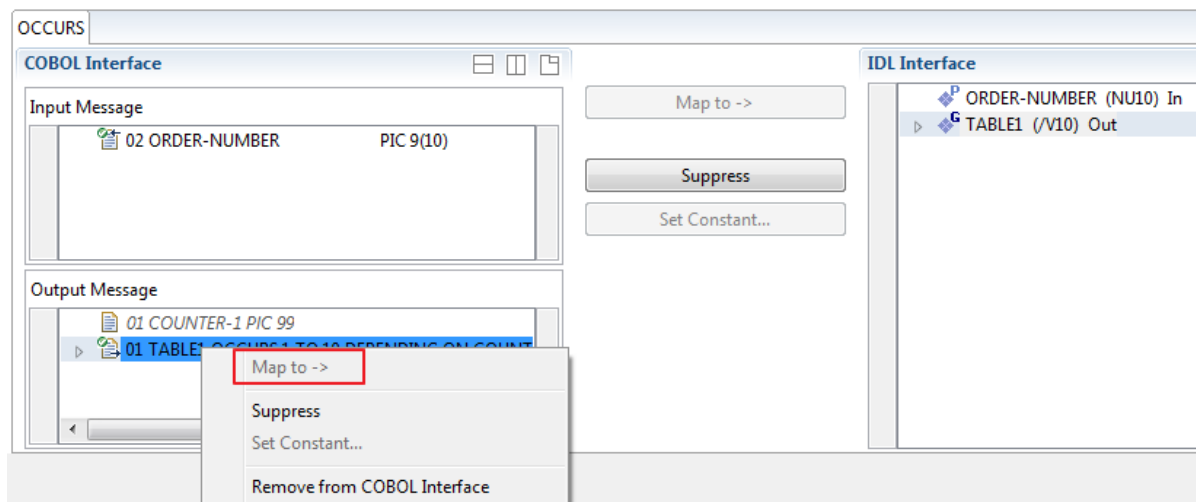 OCCURS
COBOL Interface
Input Message
02 ORDER-NUMBER PIC 9(10)
Output Message
01 COUNTER-1 PIC 99
01 TABLE1 OCCURS 1 TO 10 DEPENDING ON COUNT
Map to ->
Suppress
Set Constant...
Remove from COBOL Interface
Map to ->
Suppress
Set Constant...
IDL Interface
P ORDER-NUMBER (NU10) In
G TABLE1 (/V10) Out